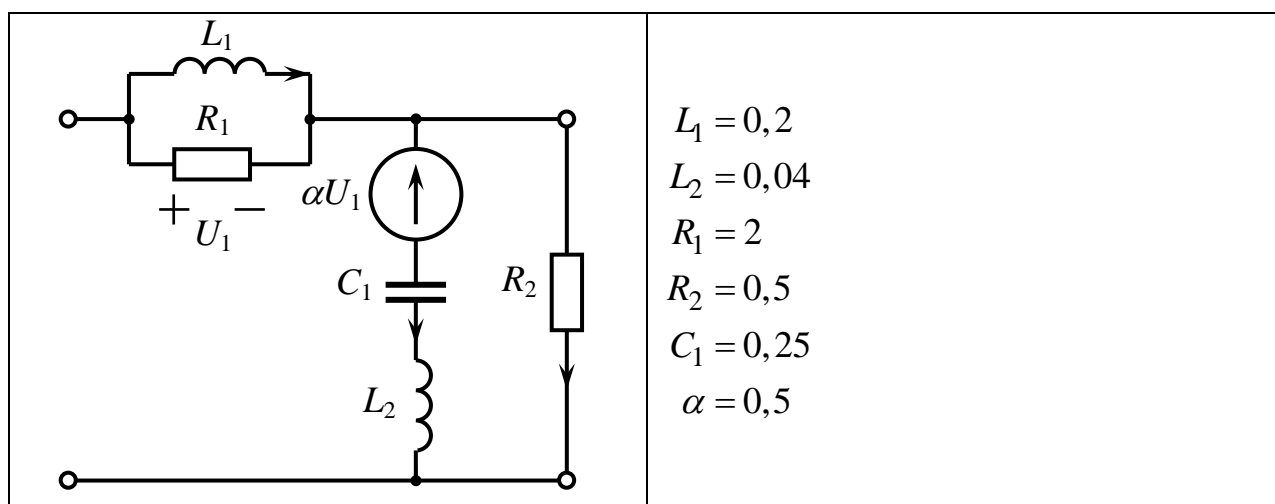 L₁
R₁
+ U₁ −
αU₁
C₁
R₂
L₂
L₁ = 0,2
L₂ = 0,04
R₁ = 2
R₂ = 0,5
C₁ = 0,25
α = 0,5